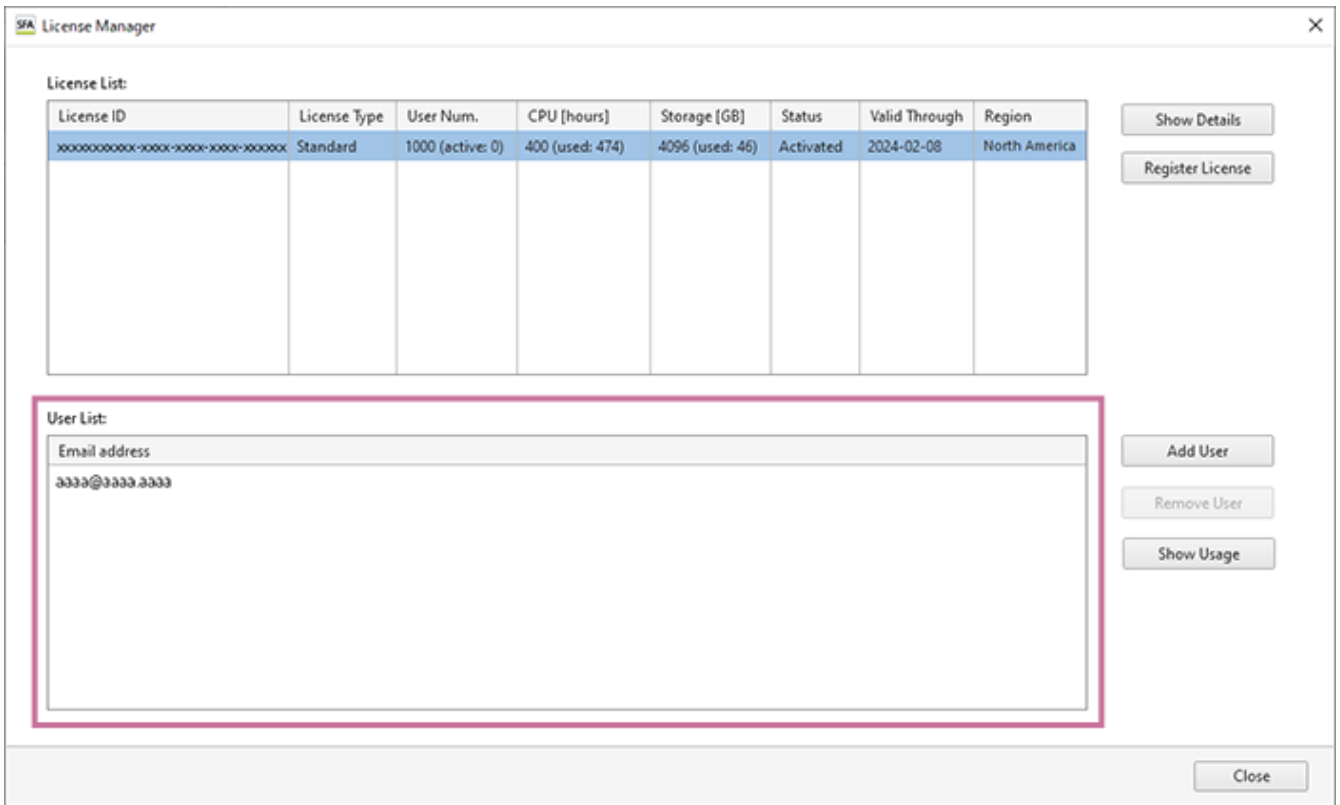 SFA License Manager
License List:
License ID License Type User Num. CPU [hours] Storage [GB] Status Valid Through Region
xxxxxxxxxxx-xxxx-xxxx-xxxx-xxxxxx Standard 1000 (active: 0) 400 (used: 474) 4096 (used: 46) Activated 2024-02-08 North America
Show Details
Register License
User List:
Email address
aaaa@aaaa.aaaa
Add User
Remove User
Show Usage
Close